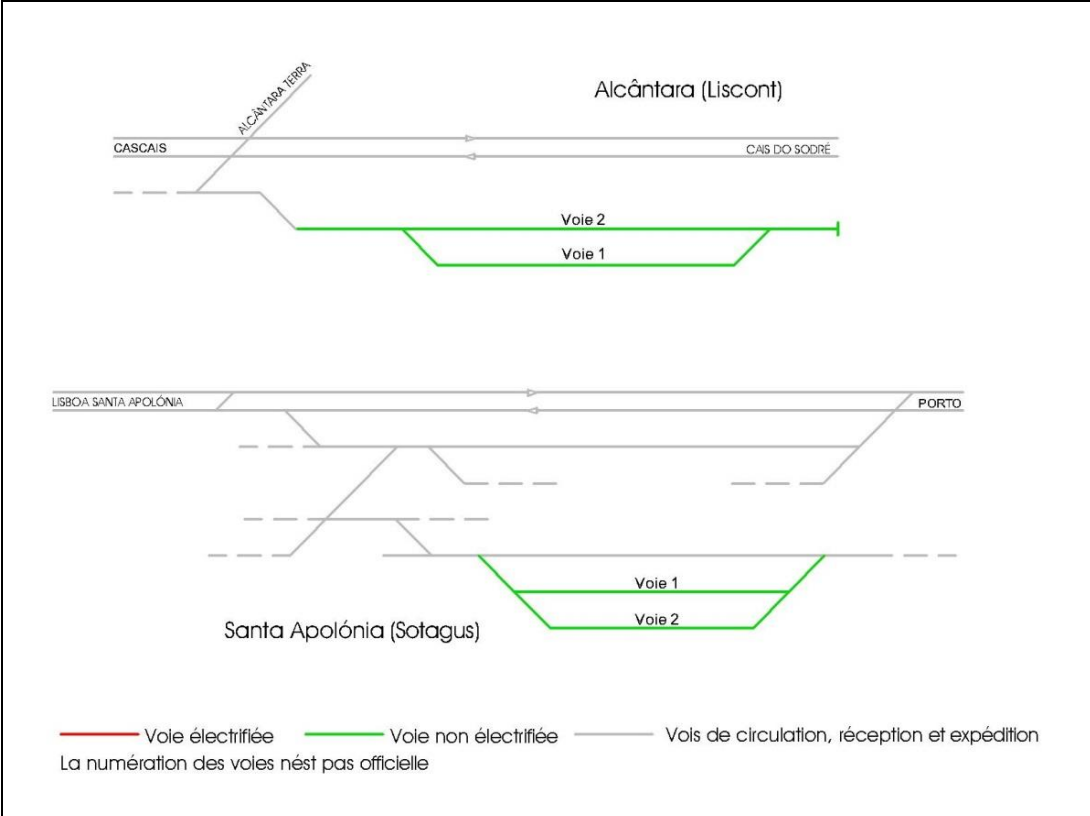 Alcântara (Liscont)
ALCÂNTARA TERRA
CASCAIS
CAIS DO SODRÉ
Voie 2
Voie 1
LISBOA SANTA APOLÓNIA
PORTO
Voie 1
Voie 2
Santa Apolónia (Sotagus)
Voie électrifiée
Voie non électrifiée
Vois de circulation, réception et expédition
La numération des voies nést pas officielle